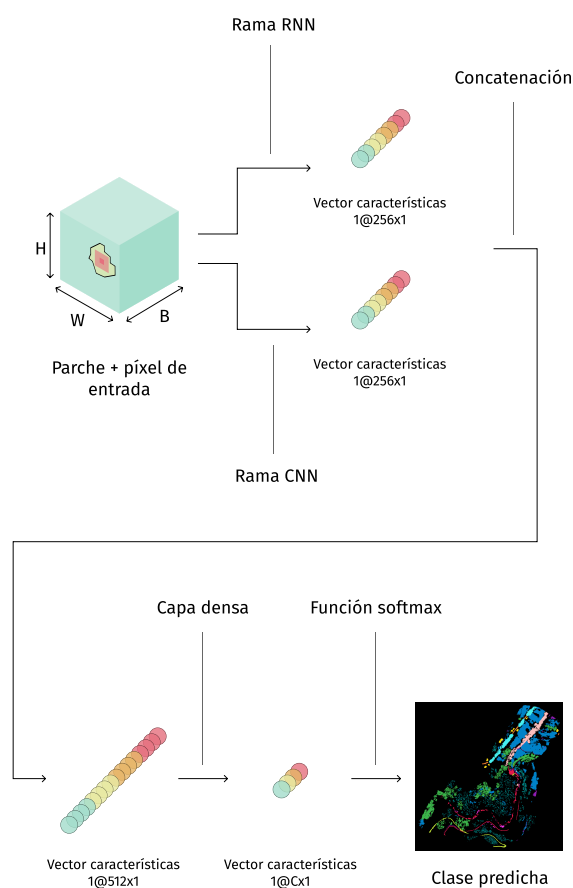 Rama RNN
Concatenación
Vector características
1@256x1
H
W
B
Parche + píxel de
entrada
Vector características
1@256x1
Rama CNN
Capa densa
Función softmax
Vector características
1@512x1
Vector características
1@Cx1
Clase predicha